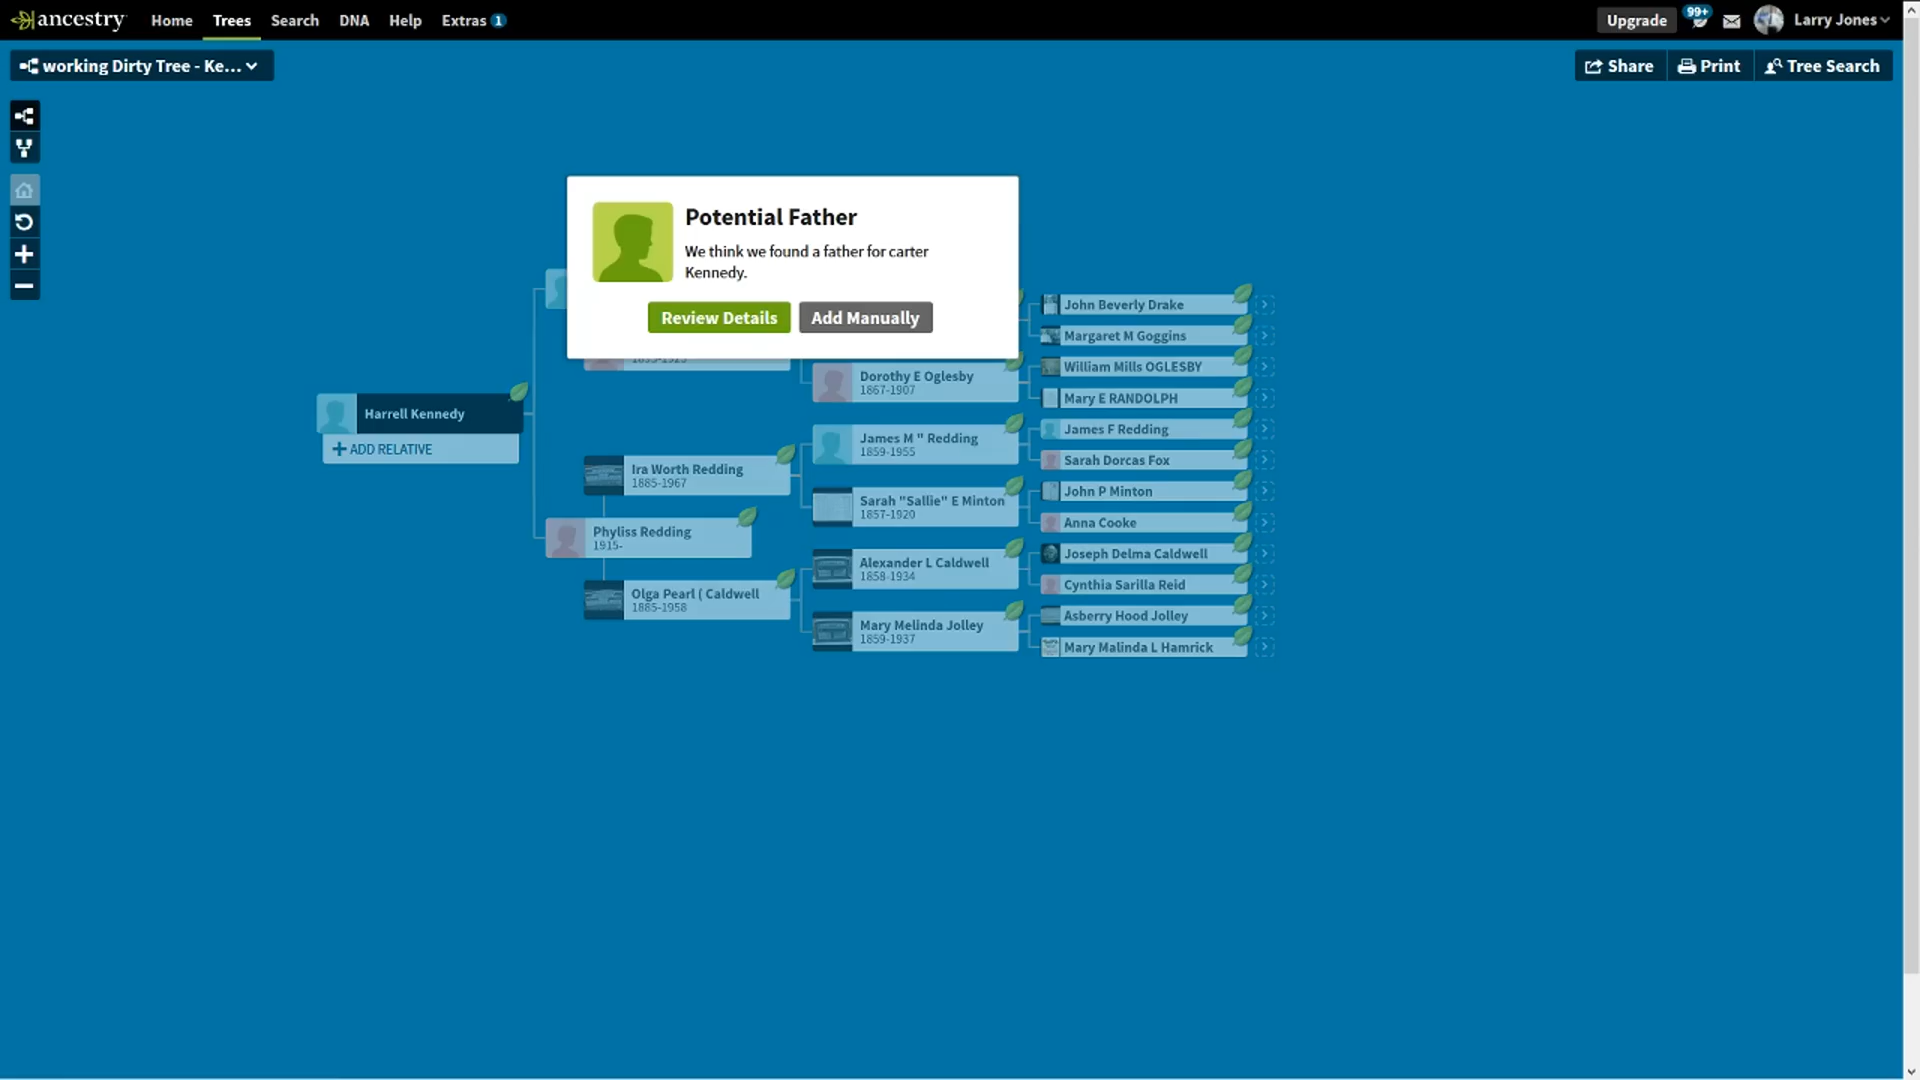 ancestry Home Trees Search DNA Help Extras 1 Upgrade 99+ Larry Jones
working Dirty Tree - Ke... Share Print Tree Search
Potential Father
We think we found a father for carter
Kennedy.
Review Details Add Manually
Harrell Kennedy
ADD RELATIVE
Phyliss Redding
1915-
Ira Worth Redding
1885-1967
Olga Pearl ( Caldwell
1885-1958
Dorothy E Oglesby
1867-1907
James M " Redding
1859-1955
Sarah "Sallie" E Minton
1857-1920
Alexander L Caldwell
1858-1934
Mary Melinda Jolley
1859-1937
John Beverly Drake
Margaret M Goggins
William Mills OGLESBY
Mary E RANDOLPH
James F Redding
Sarah Dorcas Fox
John P Minton
Anna Cooke
Joseph Delma Caldwell
Cynthia Sarilla Reid
Asberry Hood Jolley
Mary Malinda L Hamrick